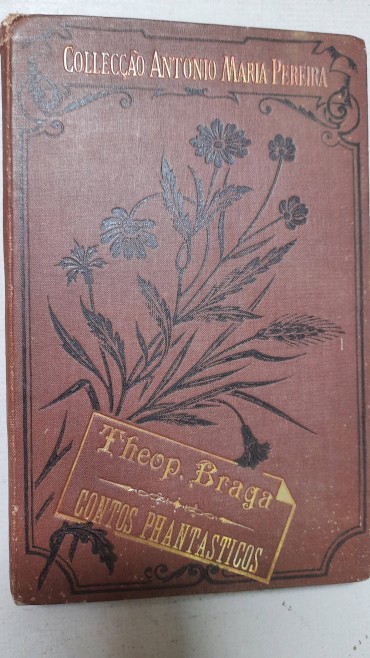 COLLECÇÃO ANTONIO MARIA PEREIRA
Theop. Braga
CONTOS PHANTASTICOS